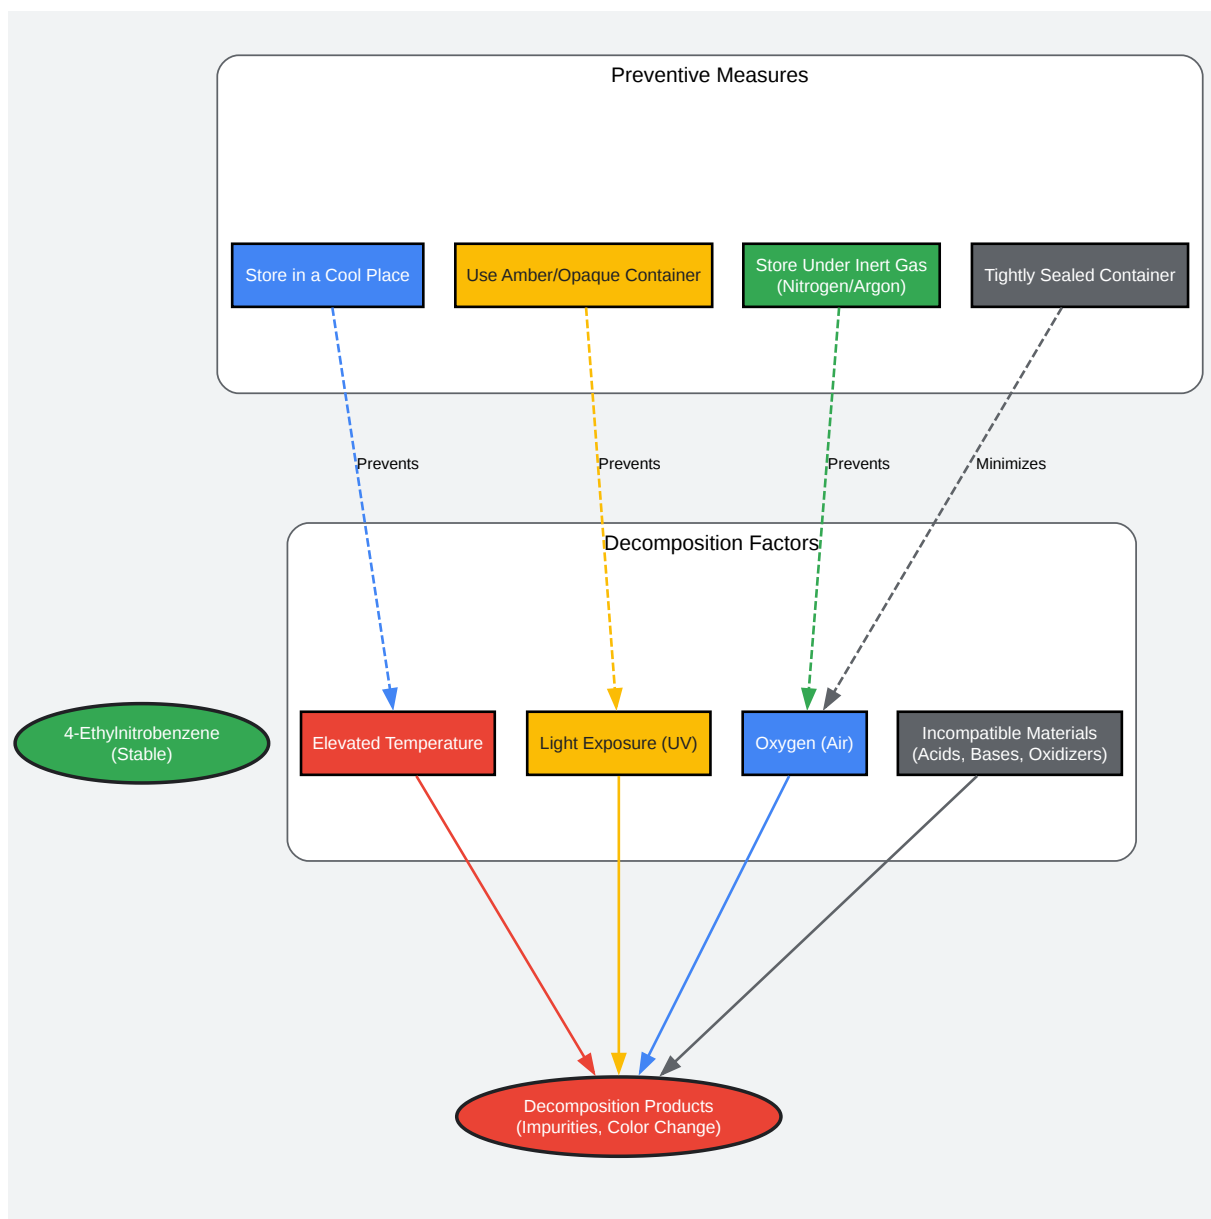 Preventive Measures
Store in a Cool Place
Use Amber/Opaque Container
Store Under Inert Gas
(Nitrogen/Argon)
Tightly Sealed Container
Prevents
Prevents
Prevents
Minimizes
Decomposition Factors
4-Ethylnitrobenzene
(Stable)
Elevated Temperature
Light Exposure (UV)
Oxygen (Air)
Incompatible Materials
(Acids, Bases, Oxidizers)
Decomposition Products
(Impurities, Color Change)